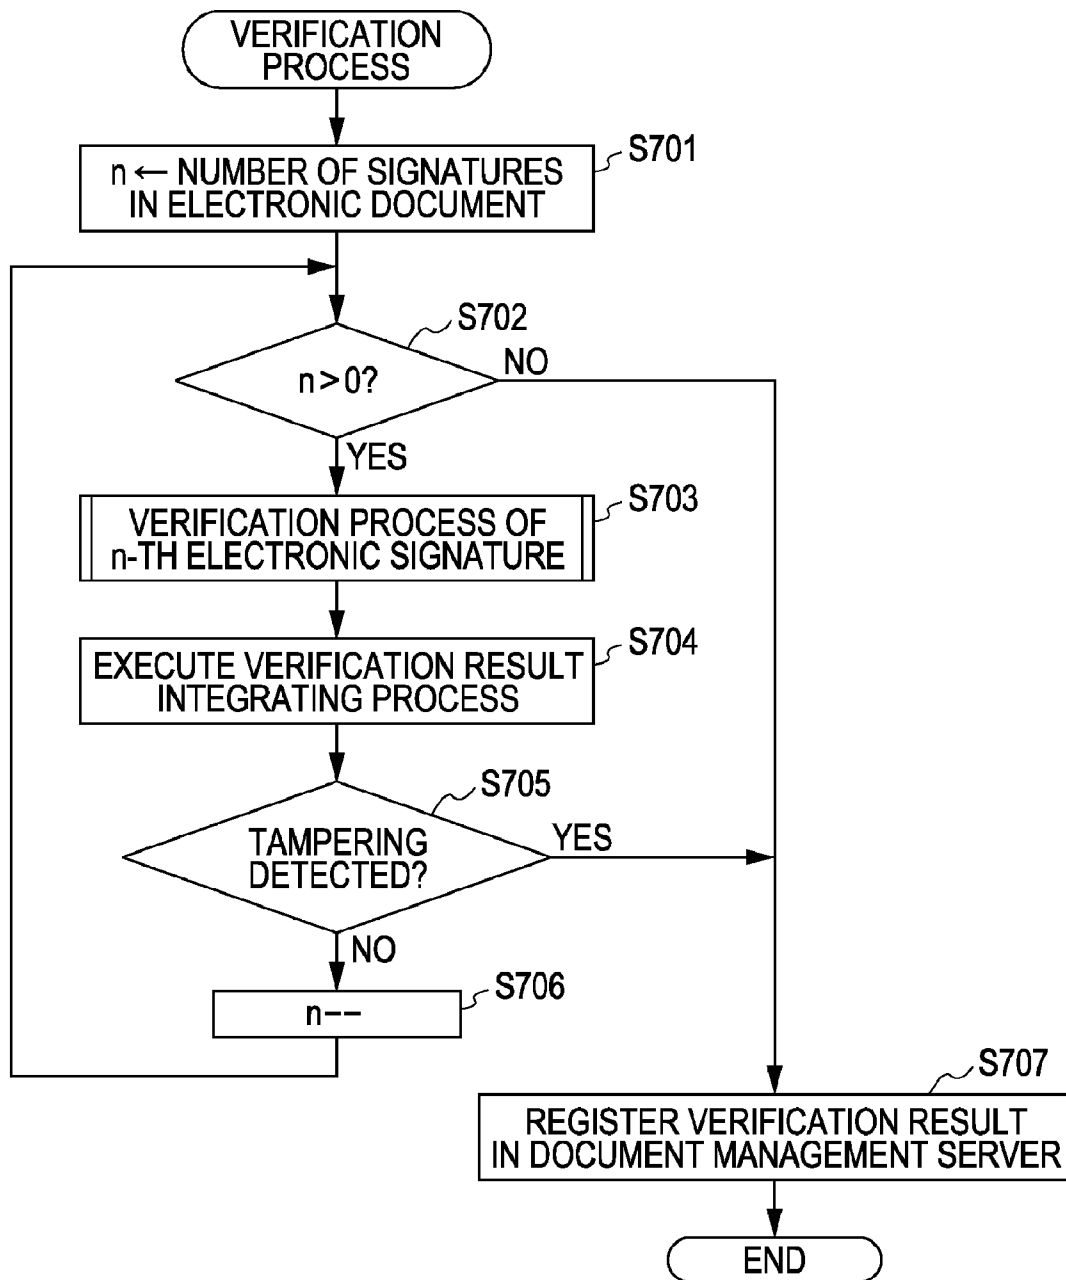 VERIFICATION
PROCESS
S701
n ← NUMBER OF SIGNATURES
IN ELECTRONIC DOCUMENT
S702
n > 0?
NO
YES
S703
VERIFICATION PROCESS OF
n-TH ELECTRONIC SIGNATURE
S704
EXECUTE VERIFICATION RESULT
INTEGRATING PROCESS
S705
TAMPERING
DETECTED?
YES
NO
S706
n--
S707
REGISTER VERIFICATION RESULT
IN DOCUMENT MANAGEMENT SERVER
END